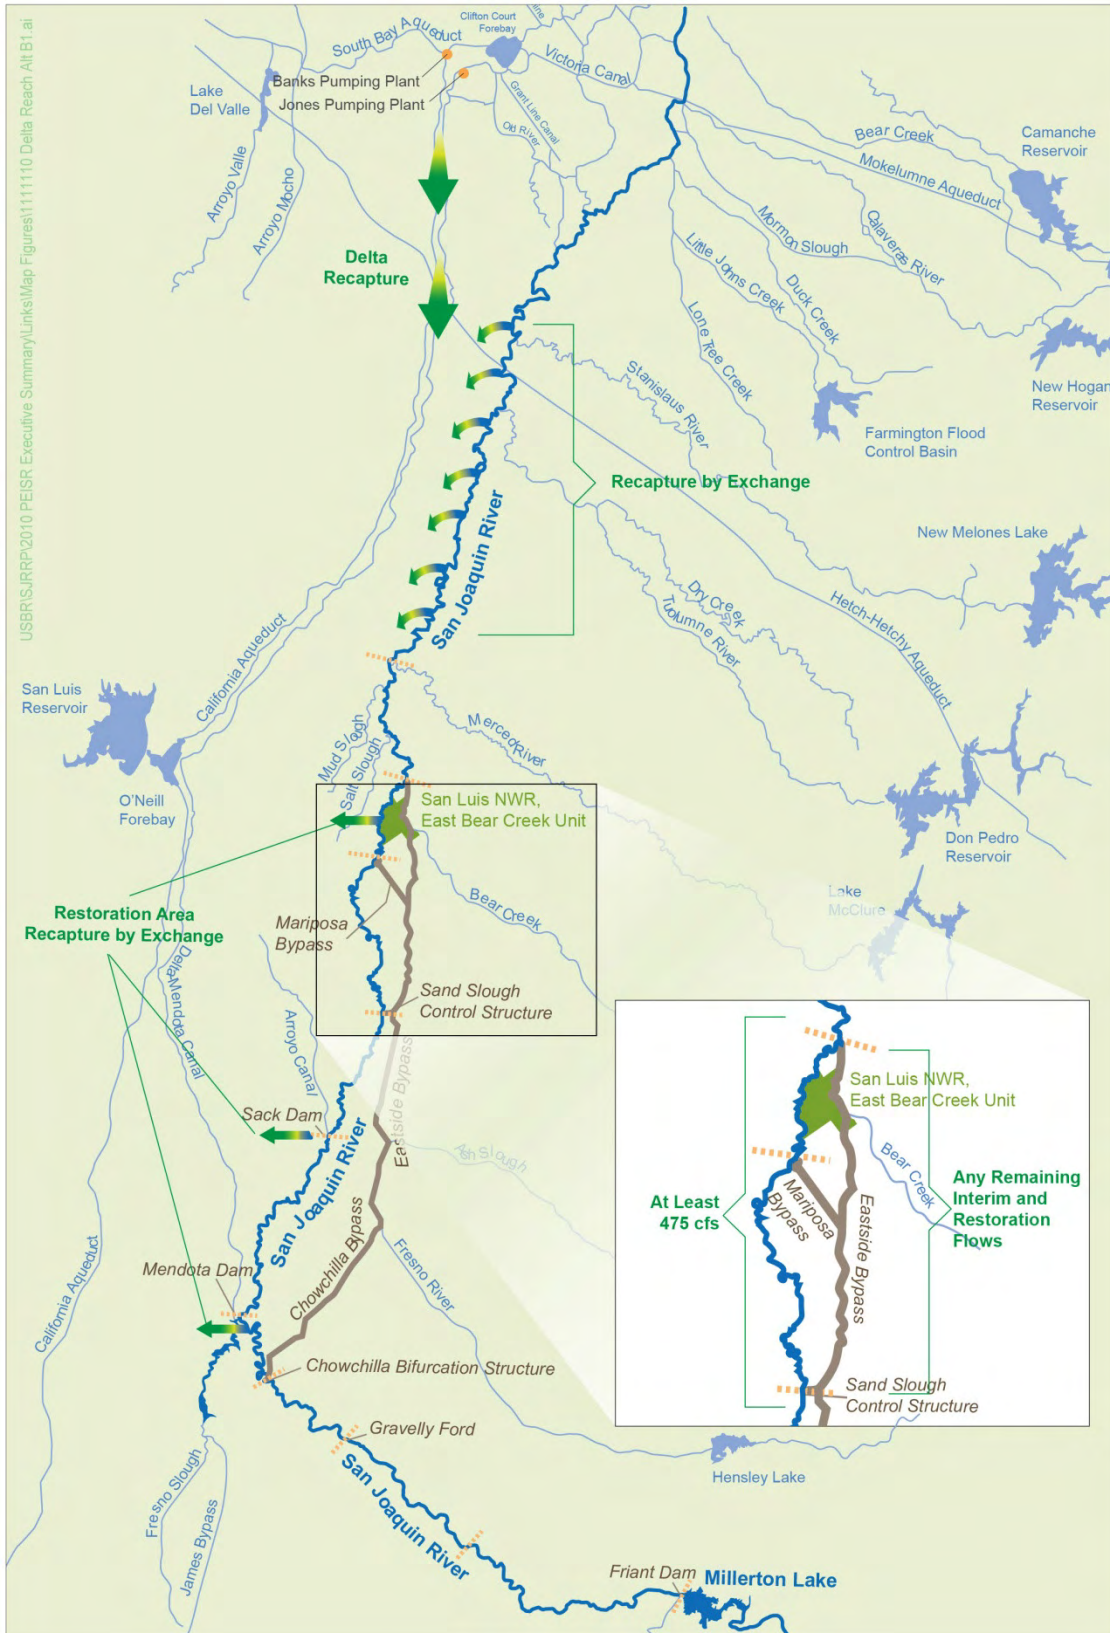 USBR\SJRRP\2010 PEISR Executive Summary\Links\Map Figures\1111110 Delta Reach Alt B1.ai
South Bay Aqueduct
Clifton Court
Forebay
Banks Pumping Plant
Jones Pumping Plant
Victoria Canal
Grant Line Canal
Old River
Lake
Del Valle
Arroyo Valle
Arroyo Mocho
Bear Creek
Camanche
Reservoir
Mokelumne Aqueduct
Mormon Slough
Calaveras River
Little Johns Creek
Duck Creek
Lone Tree Creek
Delta
Recapture
New Hogan
Reservoir
Stanislaus River
Farmington Flood
Control Basin
Recapture by Exchange
San Joaquin River
New Melones Lake
Dry Creek
Tuolumne River
Hetch-Hetchy Aqueduct
California Aqueduct
San Luis
Reservoir
O'Neill
Forebay
Mud Slough
Salt Slough
Merced River
San Luis NWR,
East Bear Creek Unit
Don Pedro
Reservoir
Lake
McClure
Bear Creek
Mariposa
Bypass
Restoration Area
Recapture by Exchange
Delta-Mendota Canal
Sand Slough
Control Structure
Arroyo Canal
Eastside Bypass
Sack Dam
Ash Slough
San Joaquin River
Chowchilla Bypass
Fresno River
Mendota Dam
California Aqueduct
Chowchilla Bifurcation Structure
Gravelly Ford
San Joaquin River
Fresno Slough
James Bypass
Hensley Lake
Friant Dam
Millerton Lake
San Luis NWR,
East Bear Creek Unit
Bear Creek
At Least
475 cfs
Mariposa
Bypass
Eastside Bypass
Any Remaining
Interim and
Restoration
Flows
Sand Slough
Control Structure